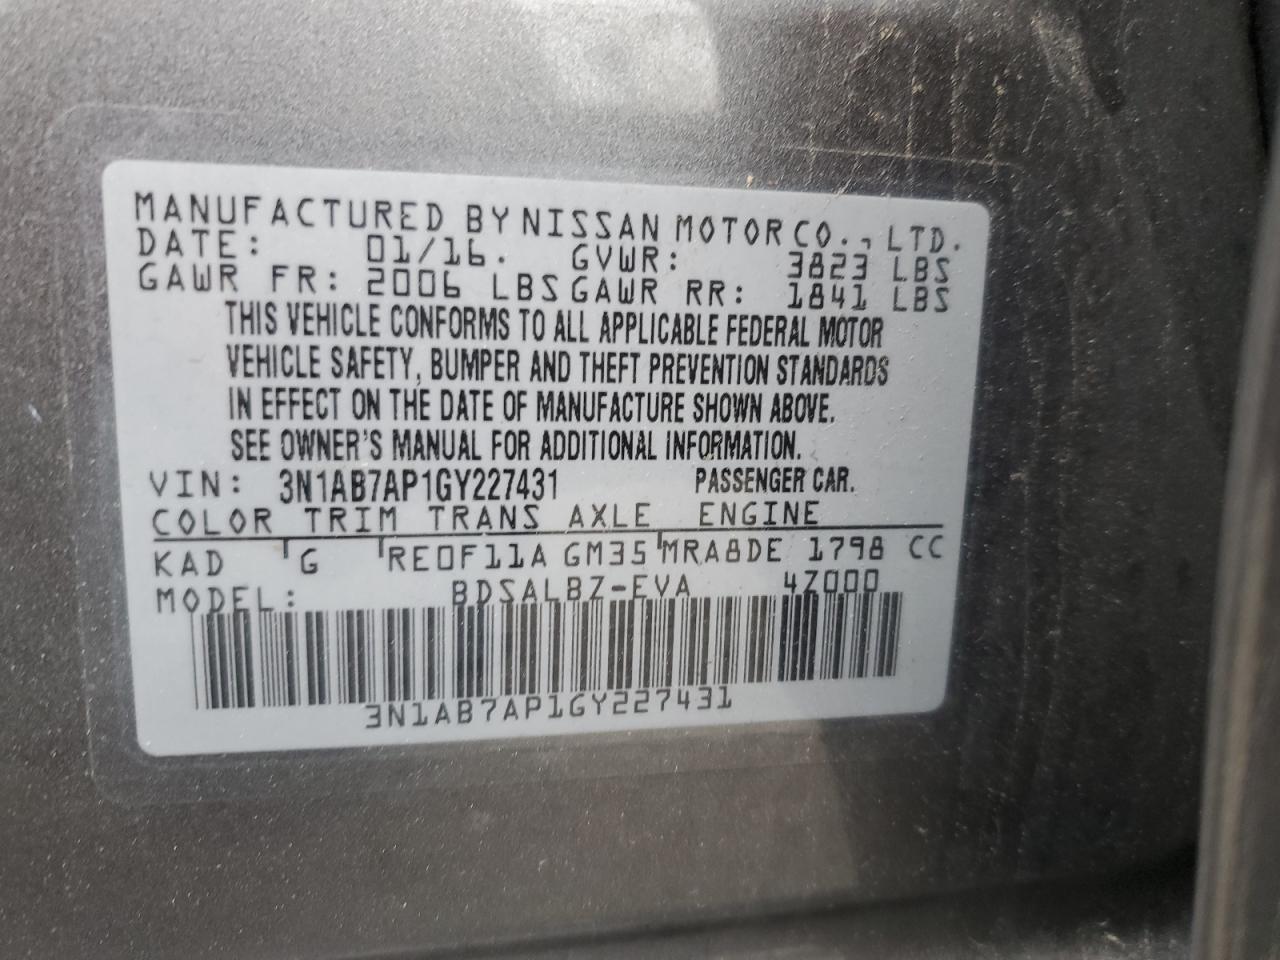 MANUFACTURED BY NISSAN MOTOR CO., LTD.
DATE: 01/16. GVWR: 3823 LBS
GAWR FR: 2006 LBS GAWR RR: 1841 LBS
THIS VEHICLE CONFORMS TO ALL APPLICABLE FEDERAL MOTOR
VEHICLE SAFETY, BUMPER AND THEFT PREVENTION STANDARDS
IN EFFECT ON THE DATE OF MANUFACTURE SHOWN ABOVE.
SEE OWNER'S MANUAL FOR ADDITIONAL INFORMATION.
VIN: 3N1AB7AP1GY227431 PASSENGER CAR.
COLOR TRIM TRANS AXLE ENGINE
KAD G RE0F11A GM35 MRA8DE 1798 CC
MODEL: BDSALBZ-EVA 4Z000
3N1AB7AP1GY227431